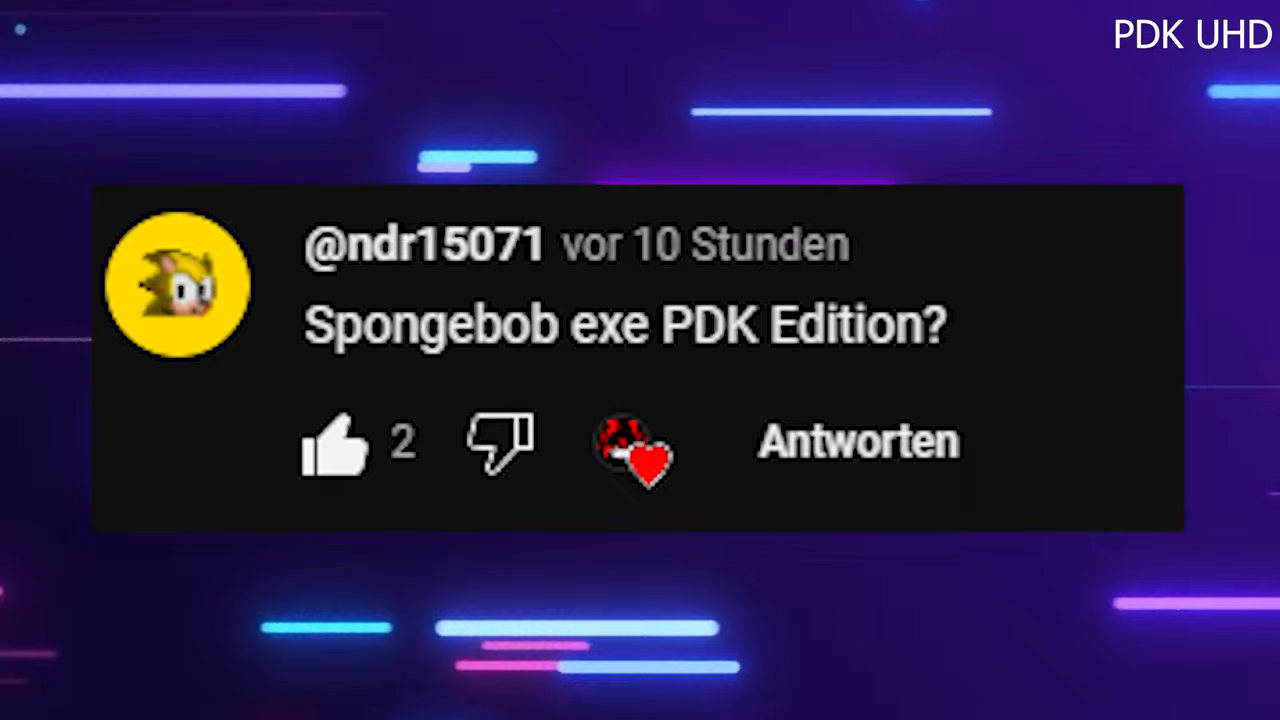 PDK UHD
@ndr15071 vor 10 Stunden
Spongebob exe PDK Edition?
2 Antworten